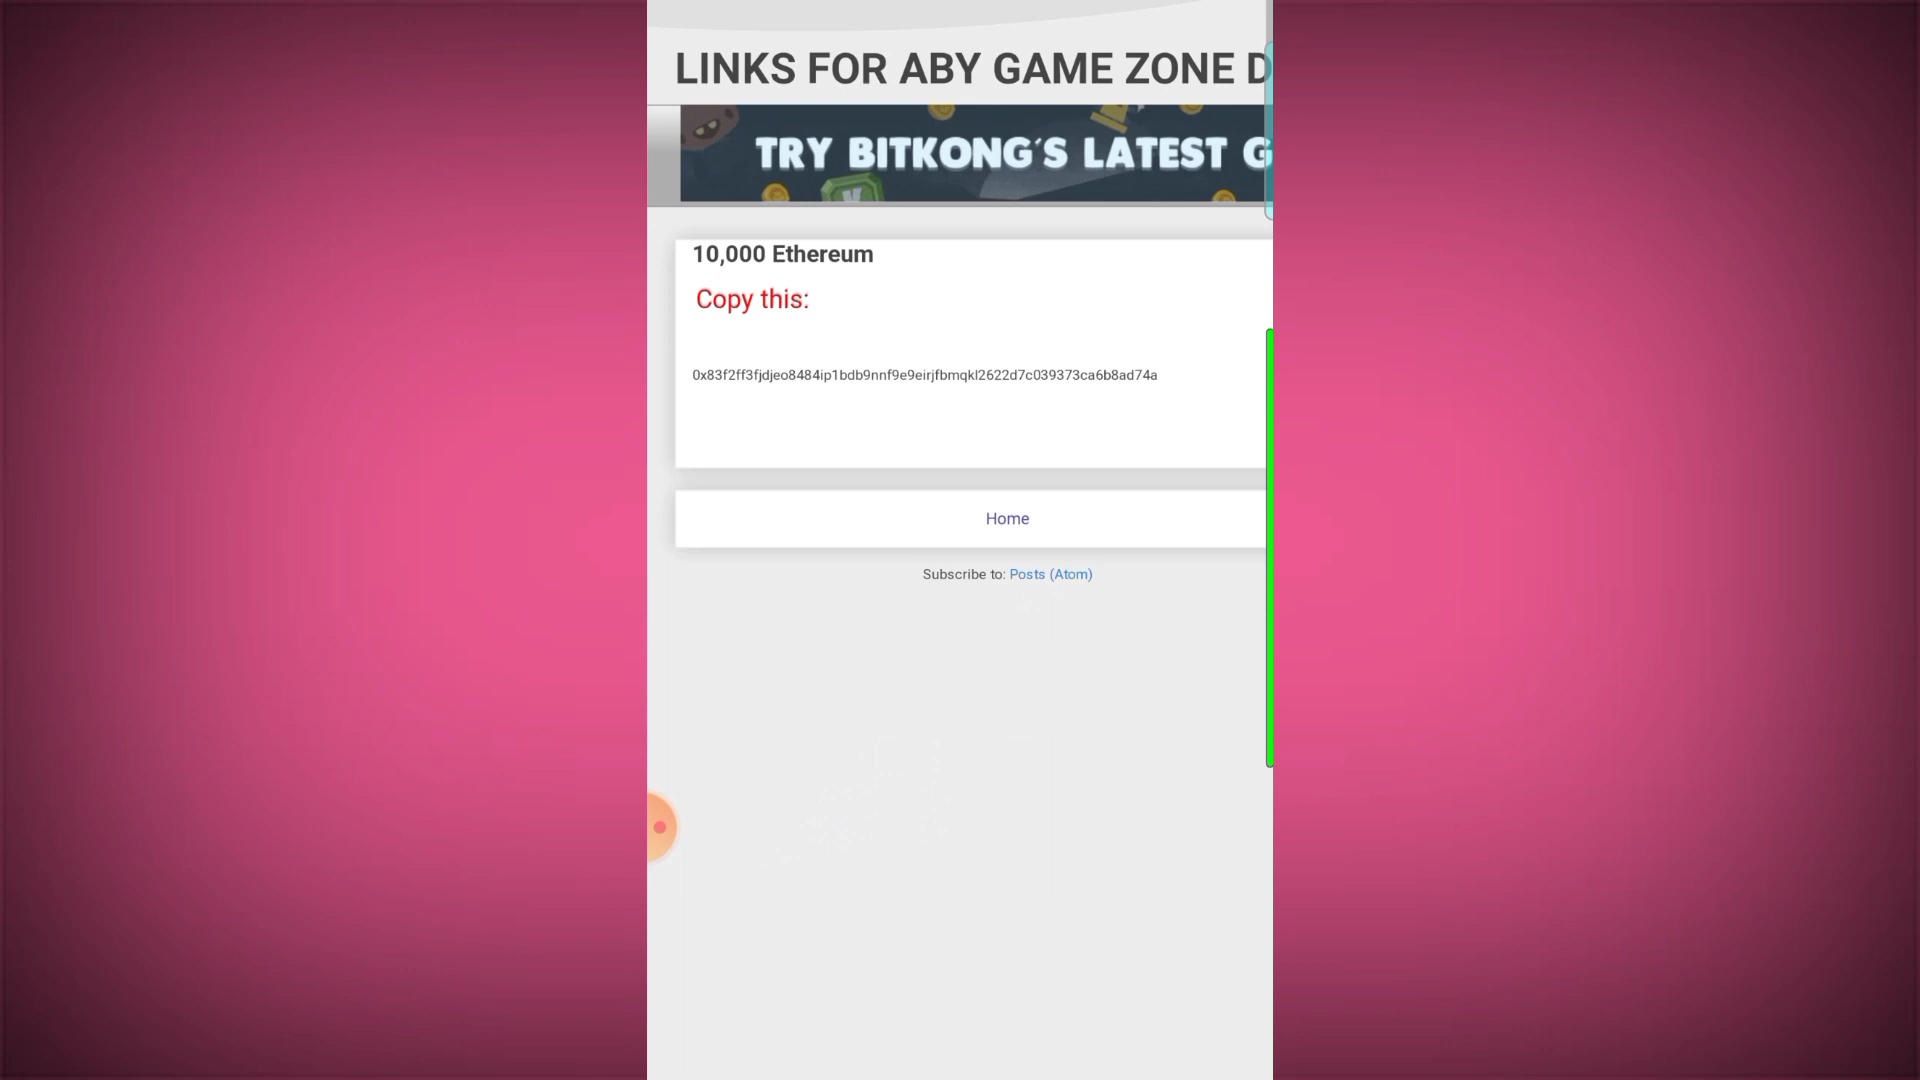 LINKS FOR ABY GAME ZONE D
TRY BITKONG'S LATEST G
10,000 Ethereum
Copy this:
0x83f2ff3fjdjeo8484ip1bdb9nnf9e9eirjfbmqkl2622d7c039373ca6b8ad74a
Home
Subscribe to: Posts (Atom)